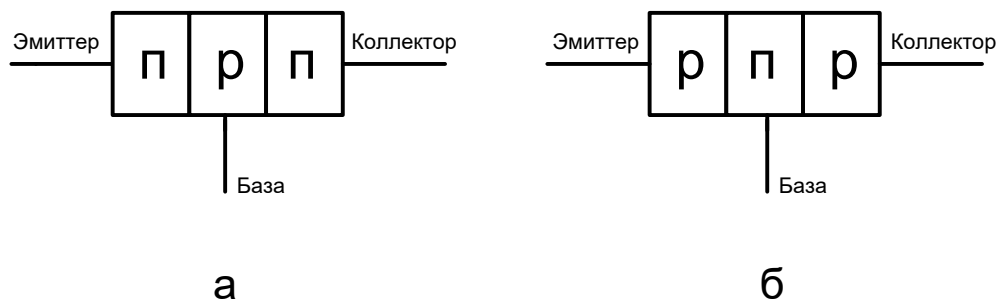 Эмиттер п р п Коллектор
База
а
Эмиттер р п р Коллектор
База
б